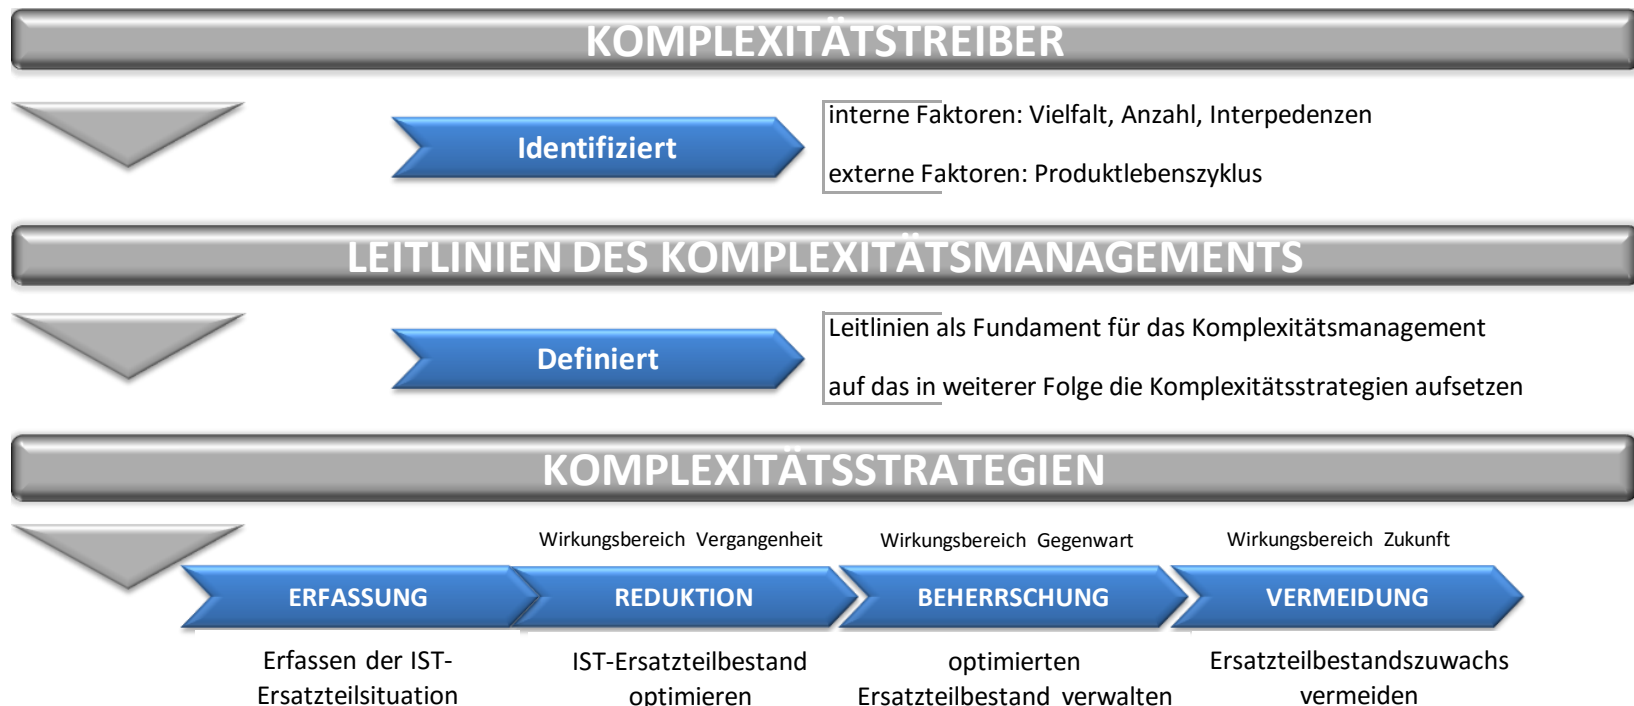 KOMPLEXITÄTSTREIBER
Identifiziert
interne Faktoren: Vielfalt, Anzahl, Interpedenzen
externe Faktoren: Produktlebenszyklus
LEITLINIEN DES KOMPLEXITÄTSMANAGEMENTS
Definiert
Leitlinien als Fundament für das Komplexitätsmanagement
auf das in weiterer Folge die Komplexitätsstrategien aufsetzen
KOMPLEXITÄTSSTRATEGIEN
Wirkungsbereich Vergangenheit
Wirkungsbereich Gegenwart
Wirkungsbereich Zukunft
ERFASSUNG
REDUKTION
BEHERRSCHUNG
VERMEIDUNG
Erfassen der IST-
Ersatzteilsituation
IST-Ersatzteilbestand
optimieren
optimierten
Ersatzteilbestand verwalten
Ersatzteilbestandszuwachs
vermeiden